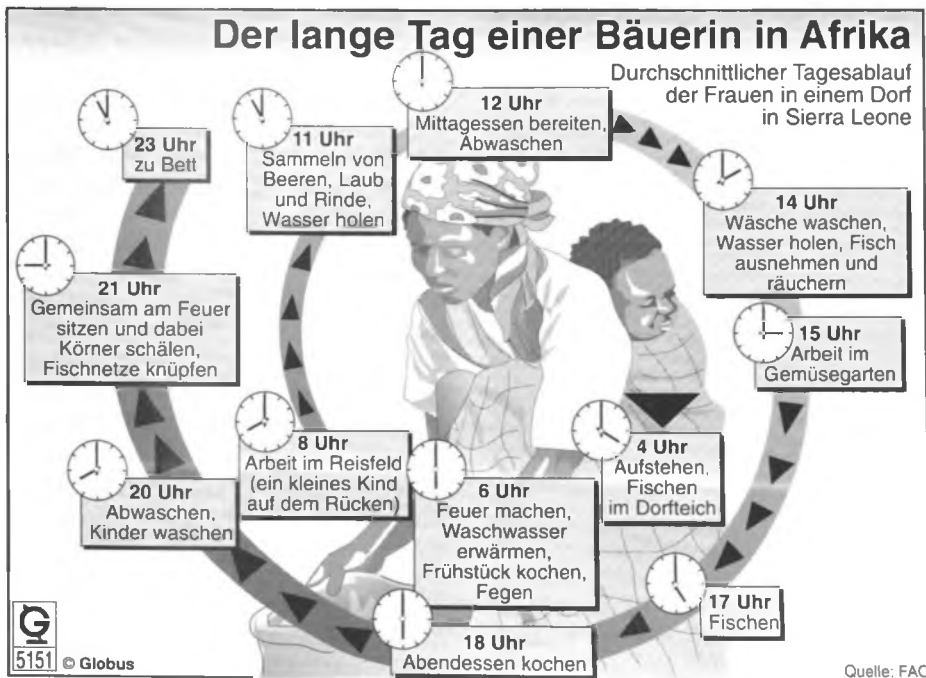 Der lange Tag einer Bäuerin in Afrika
Durchschnittlicher Tagesablauf
der Frauen in einem Dorf
in Sierra Leone
4 Uhr
Aufstehen,
Fischen
im Dorfteich
6 Uhr
Feuer machen,
Waschwasser
erwärmen,
Frühstück kochen,
Fegen
8 Uhr
Arbeit im Reisfeld
(ein kleines Kind
auf dem Rücken)
11 Uhr
Sammeln von
Beeren, Laub
und Rinde,
Wasser holen
12 Uhr
Mittagessen bereiten,
Abwaschen
14 Uhr
Wäsche waschen,
Wasser holen, Fisch
ausnehmen und
räuchern
15 Uhr
Arbeit im
Gemüsegarten
17 Uhr
Fischen
18 Uhr
Abendessen kochen
20 Uhr
Abwaschen,
Kinder waschen
21 Uhr
Gemeinsam am Feuer
sitzen und dabei
Körner schälen,
Fischnetze knüpfen
23 Uhr
zu Bett
G
5151 © Globus
Quelle: FAO